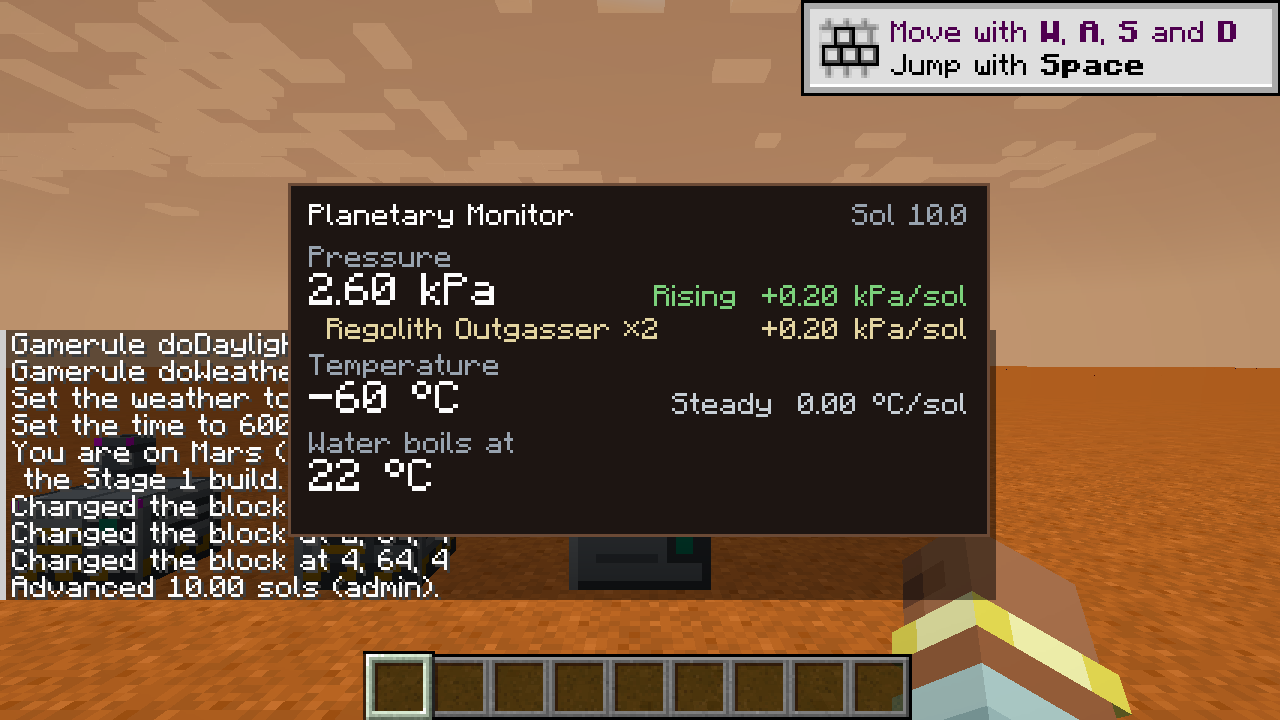 Move with W, A, S and D
Jump with Space
Planetary Monitor Sol 10.0
Pressure
2.60 kPa Rising +0.20 kPa/sol
Regolith Outgasser ×2 +0.20 kPa/sol
Temperature
-60 °C Steady 0.00 °C/sol
Water boils at
22 °C
Gamerule
Gamerule
Set the weather to
Set the time to 600
You are on Mars (
the Stage 1 build.
Changed the block
Changed the block at
Changed the block at 4, 64, 4
Advanced 10.00 sols (admin).